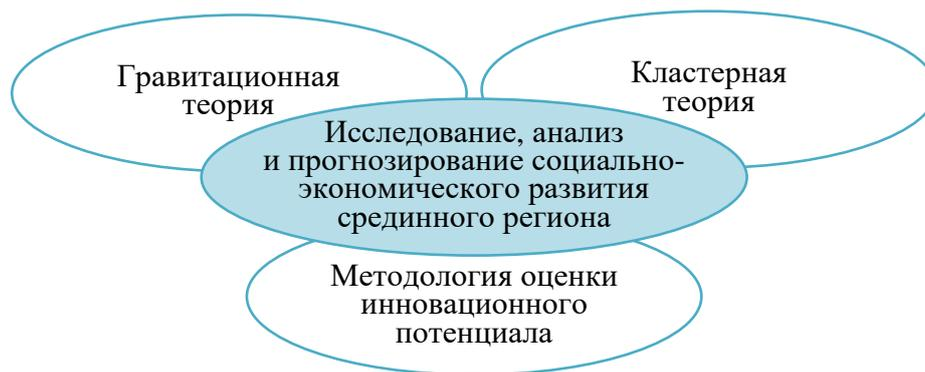 Гравитационная
теория
Кластерная
теория
Исследование, анализ
и прогнозирование социально-
экономического развития
срединного региона
Методология оценки
инновационного
потенциала